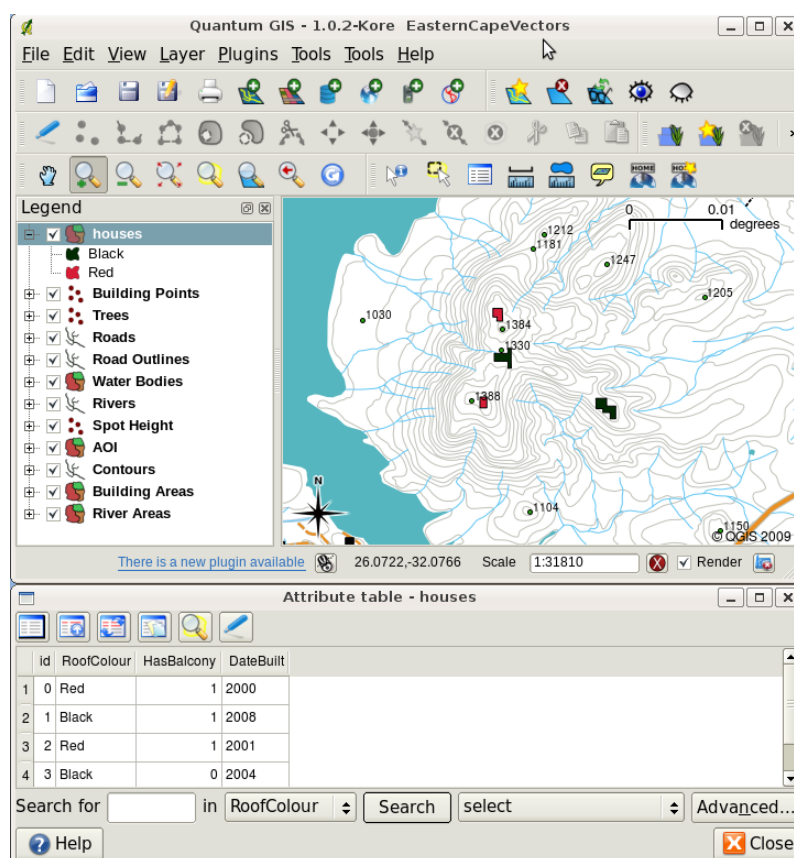 Quantum GIS - 1.0.2-Kore EasternCapeVectors
File Edit View Layer Plugins Tools Tools Help
HOME
HO
Legend
houses
Black
Red
Building Points
Trees
Roads
Road Outlines
Water Bodies
Rivers
Spot Height
AOI
Contours
Building Areas
River Areas
0 0.01
degrees
1212
1181
1247
1205
1030
1384
1330
1388
1104
1150
N
© QGIS 2009
There is a new plugin available 26.0722,-32.0766 Scale 1:31810 Render
Attribute table - houses
id RoofColour HasBalcony DateBuilt
1 0 Red 1 2000
2 1 Black 1 2008
3 2 Red 1 2001
4 3 Black 0 2004
Search for in RoofColour Search select Advanced...
Help Close